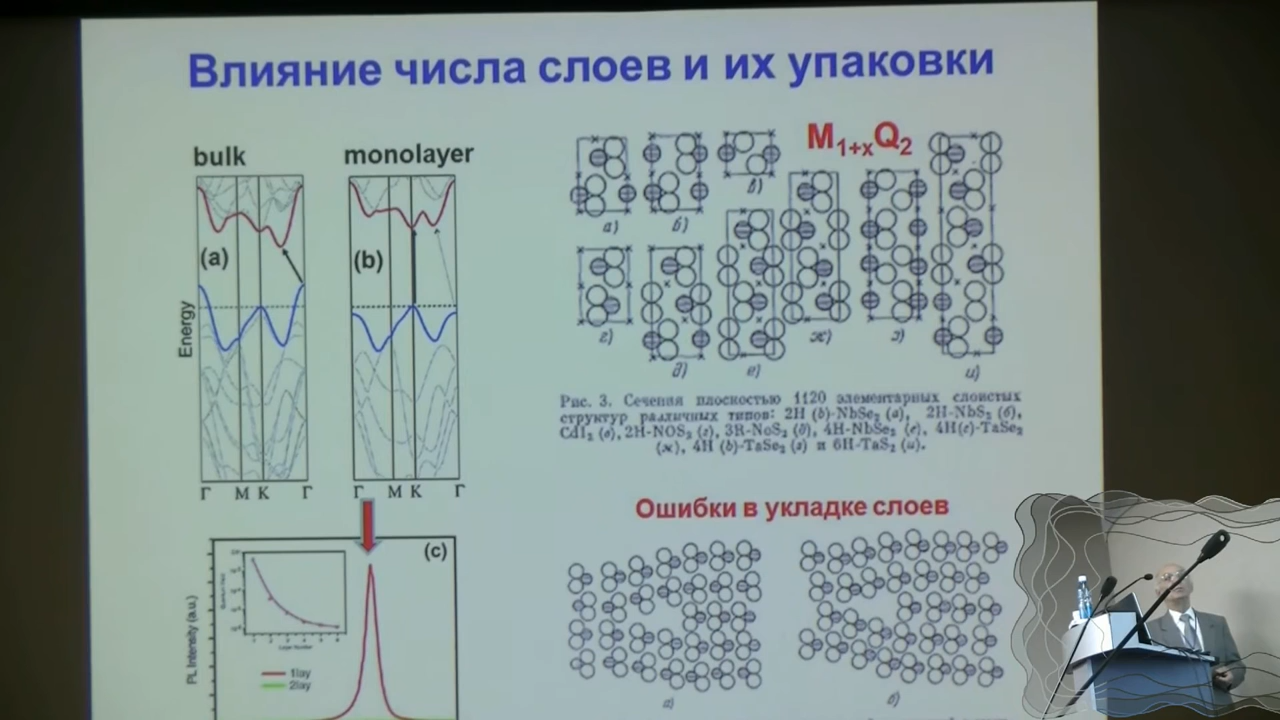 Влияние числа слоев и их упаковки
bulk
monolayer
(a)
(b)
Energy
Γ M K Γ
Γ M K Γ
(c)
PL Intensity (a.u.)
Layer Number
1lay
2lay
M1+xQ2
а)
б)
в)
г)
д)
е)
ж)
з)
и)
Рис. 3. Сечения плоскостью 1120 элементарных слоистых
структур различных типов: 2H (b)-NbSe2 (а), 2H-NbS2 (б),
CdI2 (в), 2H-NOS2 (г), 3R-NoS2 (д), 4H-NbSe2 (е), 4H(c)-TaSe2
(ж), 4H (b)-TaSe2 (з) и 6H-TaS2 (и).
Ошибки в укладке слоев
а)
б)